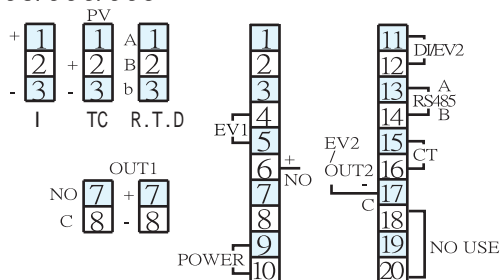 PV
+ 1 1 A 1
2 + 2 B 2
- 3 - 3 b 3
I TC R.T.D
OUT1
NO 7 + 7
C 8 - 8
1
2
3
EV1 4
5
6 + NO
7
8
POWER 9
10
11 DI/EV2
12
13 A
RS485
14 B
15 CT
16
EV2
/
OUT2
- 17
C
18
19 NO USE
20